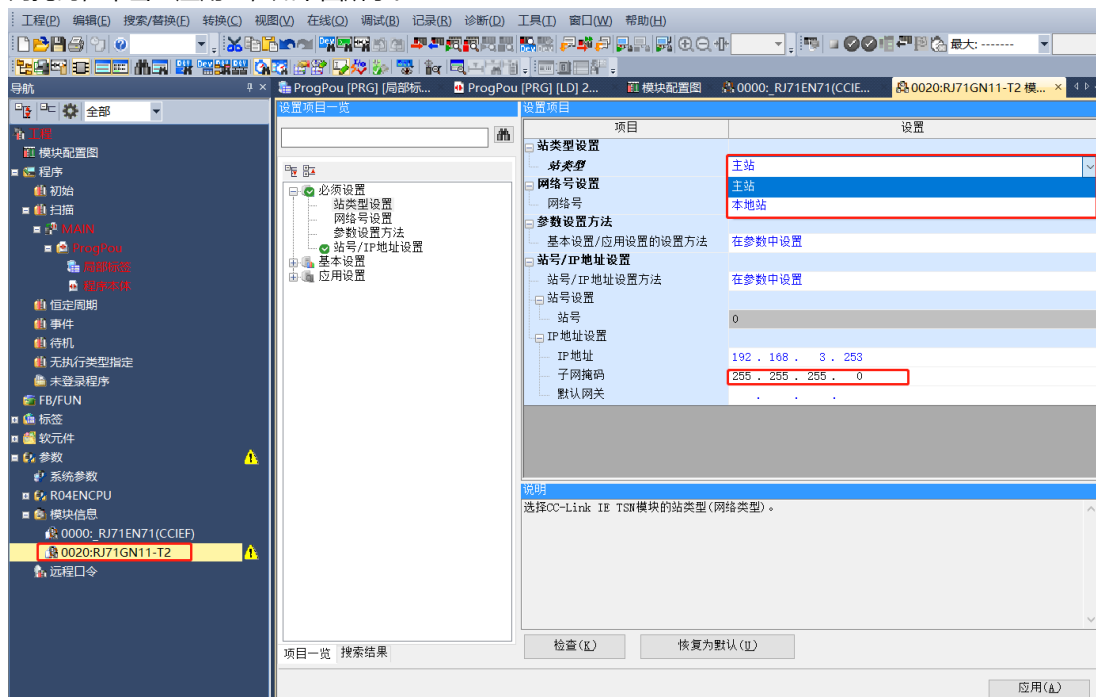 工程(P) 编辑(E) 搜索/替换(F) 转换(C) 视图(V) 在线(O) 调试(B) 记录(R) 诊断(D) 工具(T) 窗口(W) 帮助(H)
最大: -------
导航
ProgPou [PRG] [局部标... ProgPou [PRG] [LD] 2... 模块配置图 0000:_RJ71EN71(CCIE... 0020:RJ71GN11-T2 模...
全部
工程
模块配置图
程序
初始
扫描
MAIN
ProgPou
局部标签
程序本体
恒定周期
事件
待机
无执行类型指定
未登录程序
FB/FUN
标签
软元件
参数
系统参数
R04ENCPU
模块信息
0000:_RJ71EN71(CCIEF)
0020:RJ71GN11-T2
远程口令
设置项目一览
必须设置
站类型设置
网络号设置
参数设置方法
站号/IP地址设置
基本设置
应用设置
项目一览 搜索结果
设置项目
项目 设置
站类型设置
站类型 主站
主站
本地站
网络号设置
网络号
参数设置方法
基本设置/应用设置的设置方法 在参数中设置
站号/IP地址设置
站号/IP地址设置方法 在参数中设置
站号设置
站号 0
IP地址设置
IP地址 192 . 168 . 3 . 253
子网掩码 255 . 255 . 255 . 0
默认网关 . . .
说明
选择CC-Link IE TSN模块的站类型(网络类型)。
检查(K) 恢复为默认(U)
应用(A)